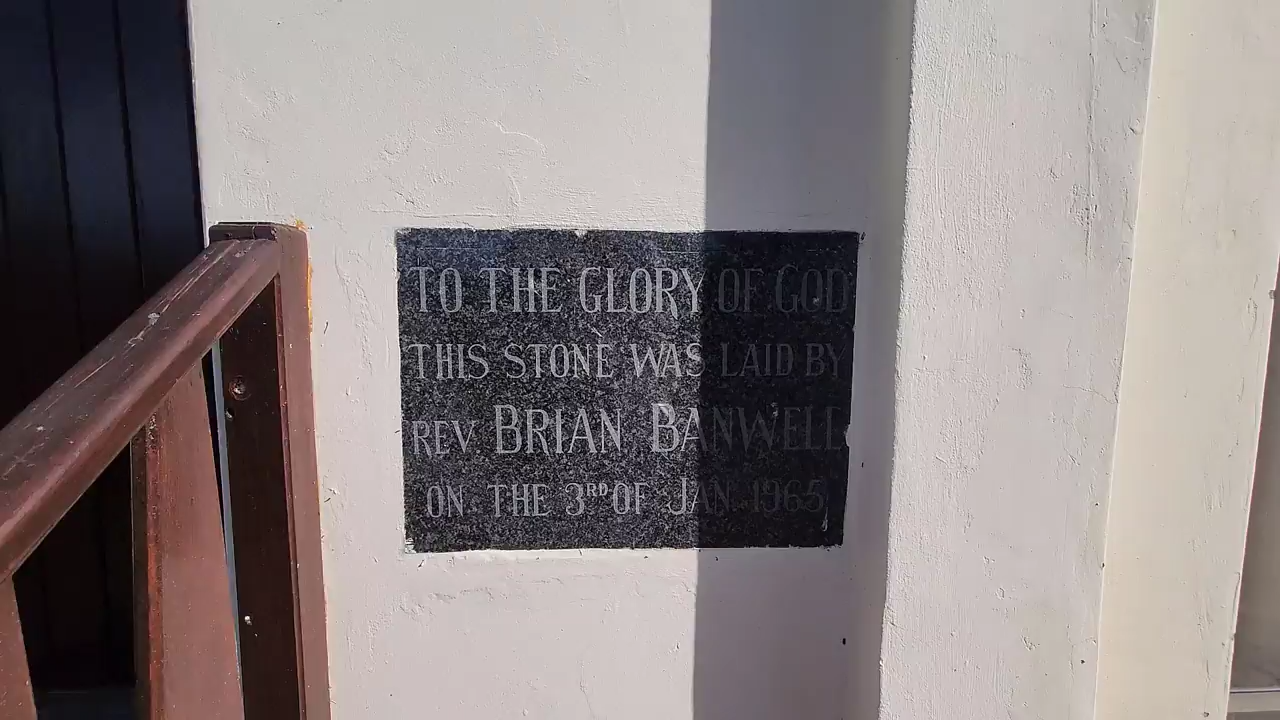 TO THE GLORY OF GOD
THIS STONE WAS LAID BY
REV BRIAN BANWELL
ON THE 3RD OF JAN 1965